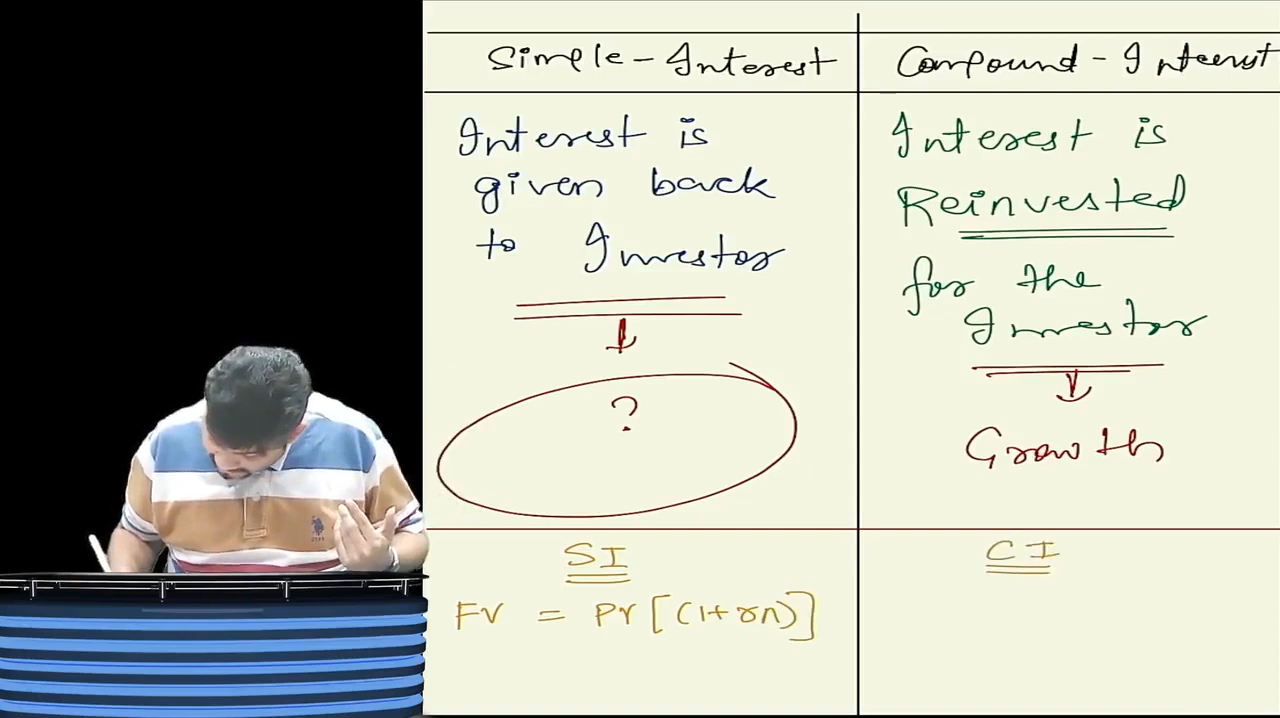 Simple - Interest
Interest is
given back
to Investor
?
SI
FV = PV [(1+rn)]
Compound - Interest
Interest is
Reinvested
for the
Investor
Growth
CI